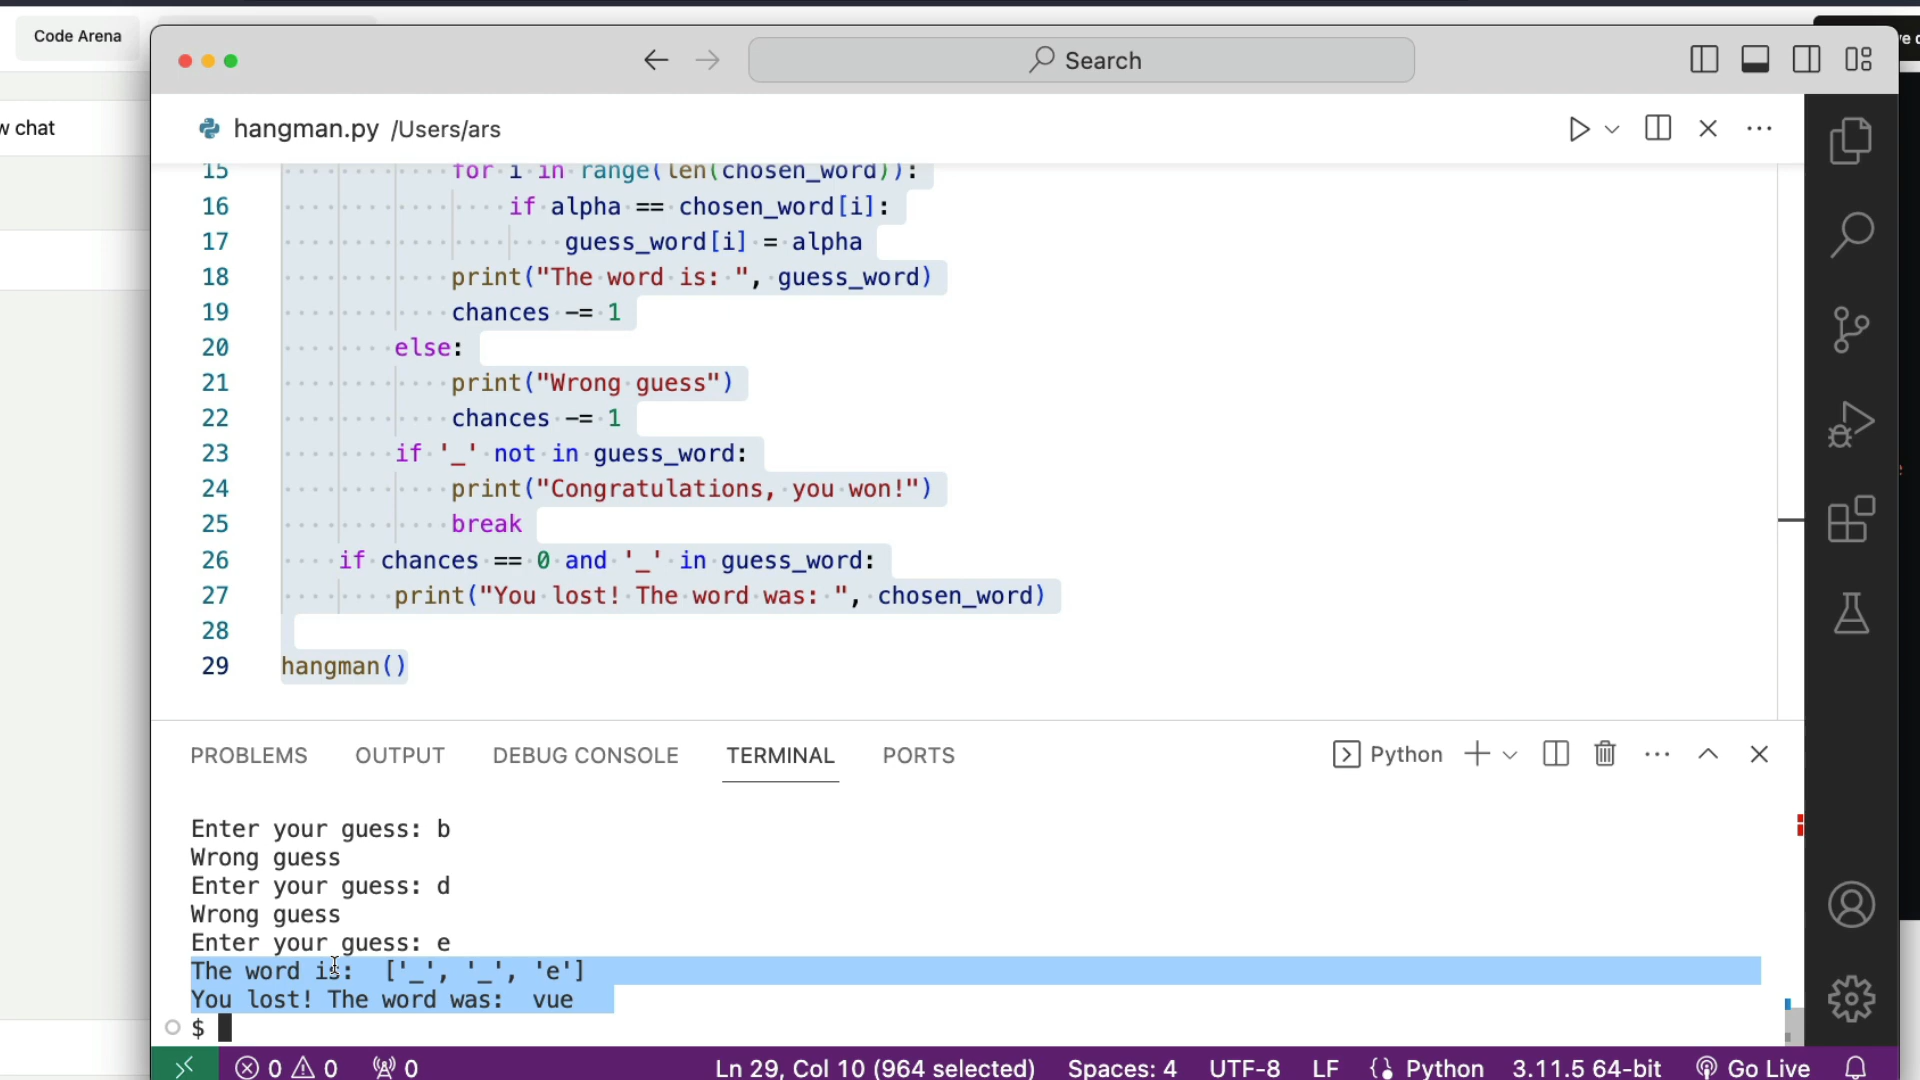 Code Arena
Search
w chat
hangman.py /Users/ars
15 for i in range(len(chosen_word)):
16 if alpha == chosen_word[i]:
17 guess_word[i] = alpha
18 print("The word is: ", guess_word)
19 chances -= 1
20 else:
21 print("Wrong guess")
22 chances -= 1
23 if '_' not in guess_word:
24 print("Congratulations, you won!")
25 break
26 if chances == 0 and '_' in guess_word:
27 print("You lost! The word was: ", chosen_word)
28
29 hangman()
PROBLEMS OUTPUT DEBUG CONSOLE TERMINAL PORTS Python
Enter your guess: b
Wrong guess
Enter your guess: d
Wrong guess
Enter your guess: e
The word is:  ['_', '_', 'e']
You lost! The word was:  vue
$
0 0 0 Ln 29, Col 10 (964 selected) Spaces: 4 UTF-8 LF Python 3.11.5 64-bit Go Live